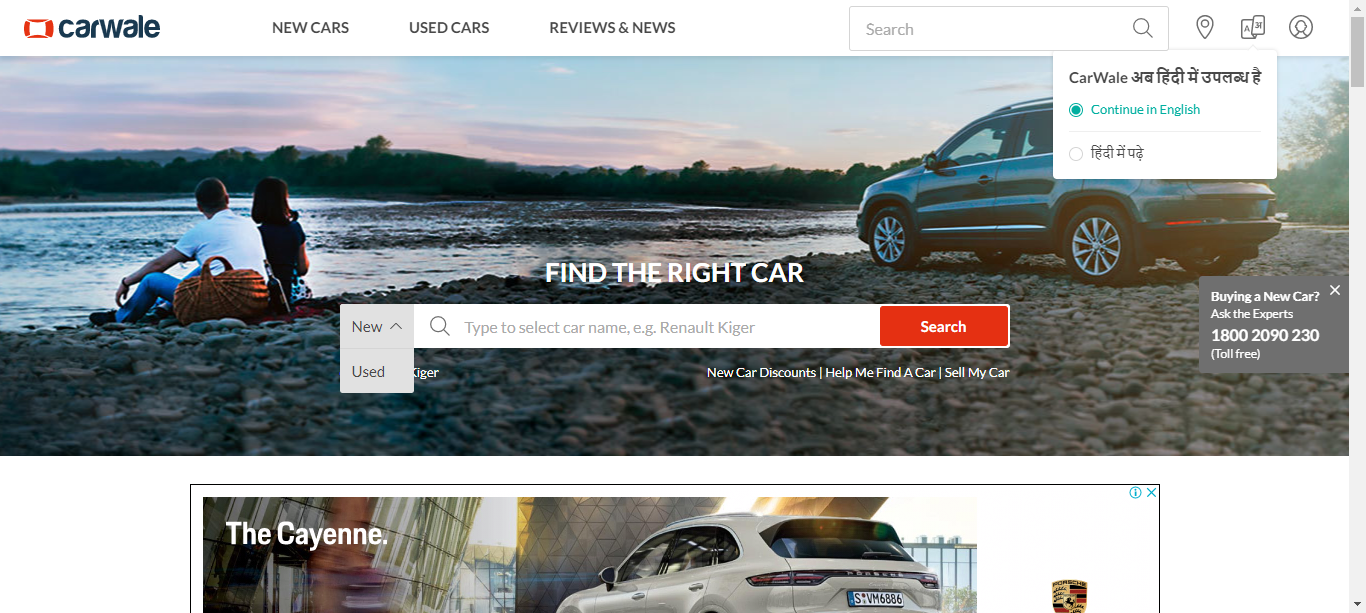 carwale
NEW CARS
USED CARS
REVIEWS & NEWS
Search
CarWale अब हिंदी में उपलब्ध है
Continue in English
हिंदी में पढ़े
FIND THE RIGHT CAR
New
Type to select car name, e.g. Renault Kiger
Search
Used
Kiger
New Car Discounts | Help Me Find A Car | Sell My Car
Buying a New Car?
Ask the Experts
1800 2090 230
(Toll free)
The Cayenne.
PORSCHE
S·VM6886
PORSCHE